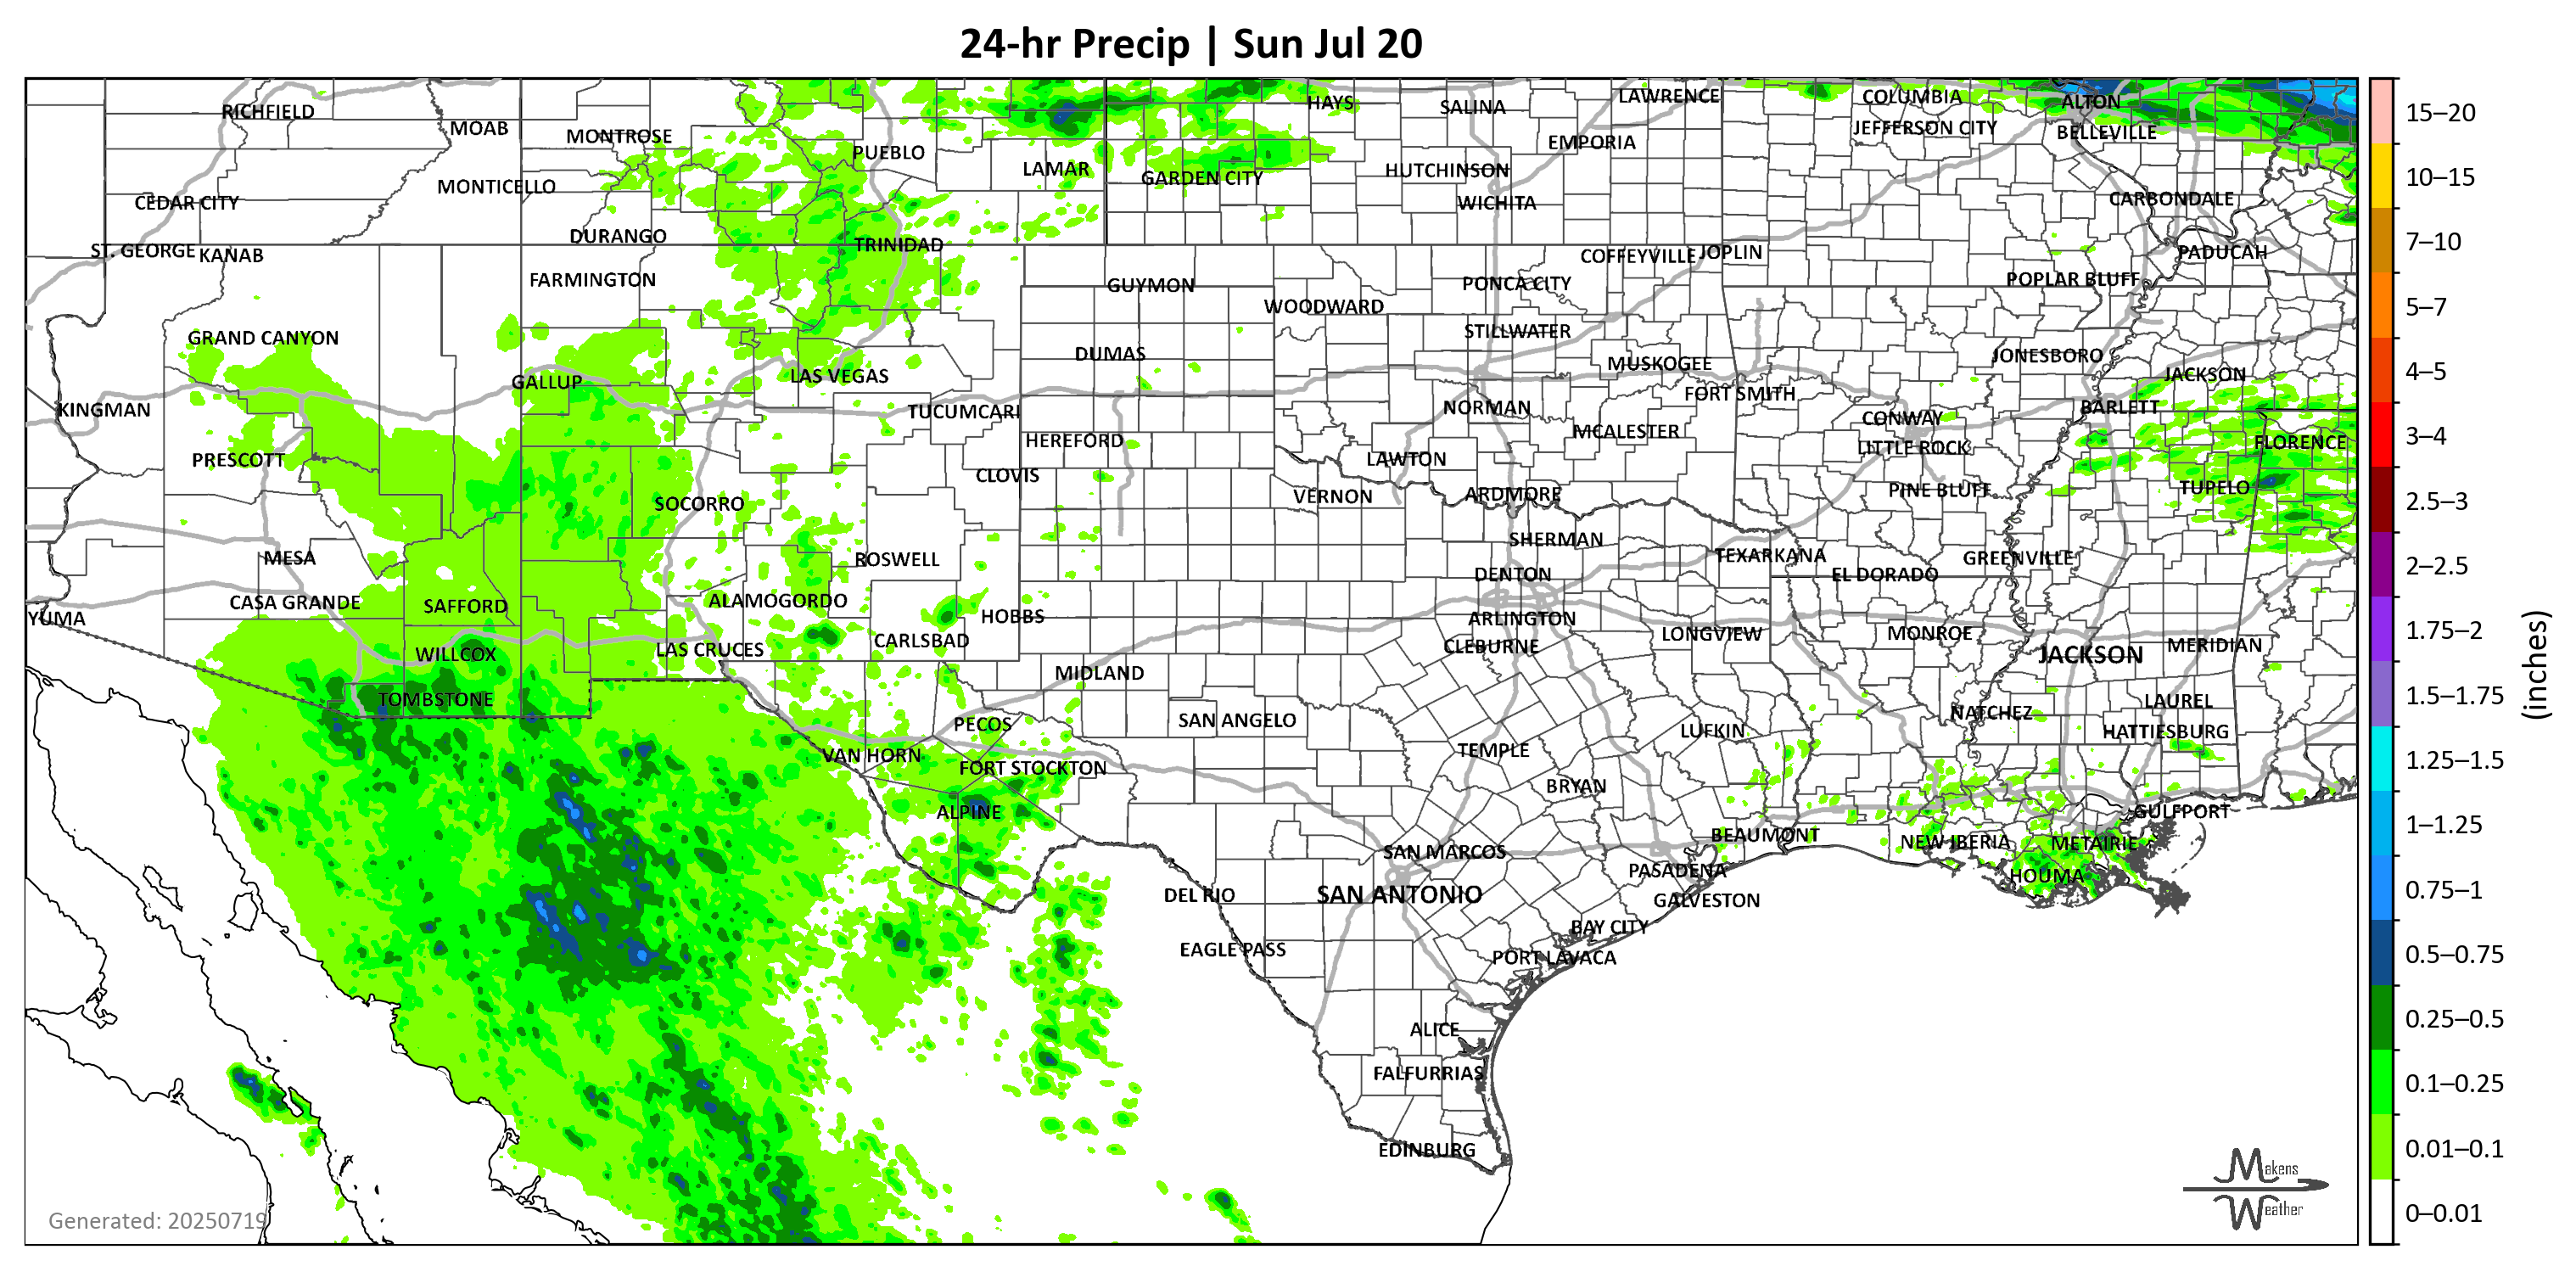 24-hr Precip | Sun Jul 20
RICHFIELD
MOAB
MONTROSE
PUEBLO
LAMAR
HAYS
SALINA
LAWRENCE
COLUMBIA
ALTON
JEFFERSON CITY
BELLEVILLE
EMPORIA
GARDEN CITY
HUTCHINSON
WICHITA
MONTICELLO
CEDAR CITY
CARBONDALE
DURANGO
TRINIDAD
ST. GEORGE
KANAB
COFFEYVILLE
JOPLIN
PADUCAH
FARMINGTON
GUYMON
PONCA CITY
POPLAR BLUFF
WOODWARD
GRAND CANYON
STILLWATER
DUMAS
MUSKOGEE
JONESBORO
GALLUP
LAS VEGAS
JACKSON
KINGMAN
TUCUMCARI
NORMAN
FORT SMITH
BARLETT
CONWAY
HEREFORD
MCALESTER
LITTLE ROCK
FLORENCE
PRESCOTT
CLOVIS
LAWTON
SOCORRO
VERNON
ARDMORE
PINE BLUFF
TUPELO
MESA
ROSWELL
SHERMAN
TEXARKANA
GREENVILLE
DENTON
EL DORADO
YUMA
CASA GRANDE
SAFFORD
ALAMOGORDO
HOBBS
ARLINGTON
CARLSBAD
LONGVIEW
MONROE
MERIDIAN
WILLCOX
LAS CRUCES
CLEBURNE
JACKSON
MIDLAND
TOMBSTONE
LAUREL
PECOS
SAN ANGELO
LUFKIN
NATCHEZ
HATTIESBURG
VAN HORN
FORT STOCKTON
TEMPLE
BRYAN
ALPINE
GULFPORT
BEAUMONT
NEW IBERIA
METAIRIE
SAN MARCOS
PASADENA
HOUMA
DEL RIO
SAN ANTONIO
GALVESTON
BAY CITY
EAGLE PASS
PORT LAVACA
ALICE
FALFURRIAS
EDINBURG
Generated: 20250719
Makens
Weather
15–20
10–15
7–10
5–7
4–5
3–4
2.5–3
2–2.5
1.75–2
1.5–1.75
1.25–1.5
1–1.25
0.75–1
0.5–0.75
0.25–0.5
0.1–0.25
0.01–0.1
0–0.01
(inches)